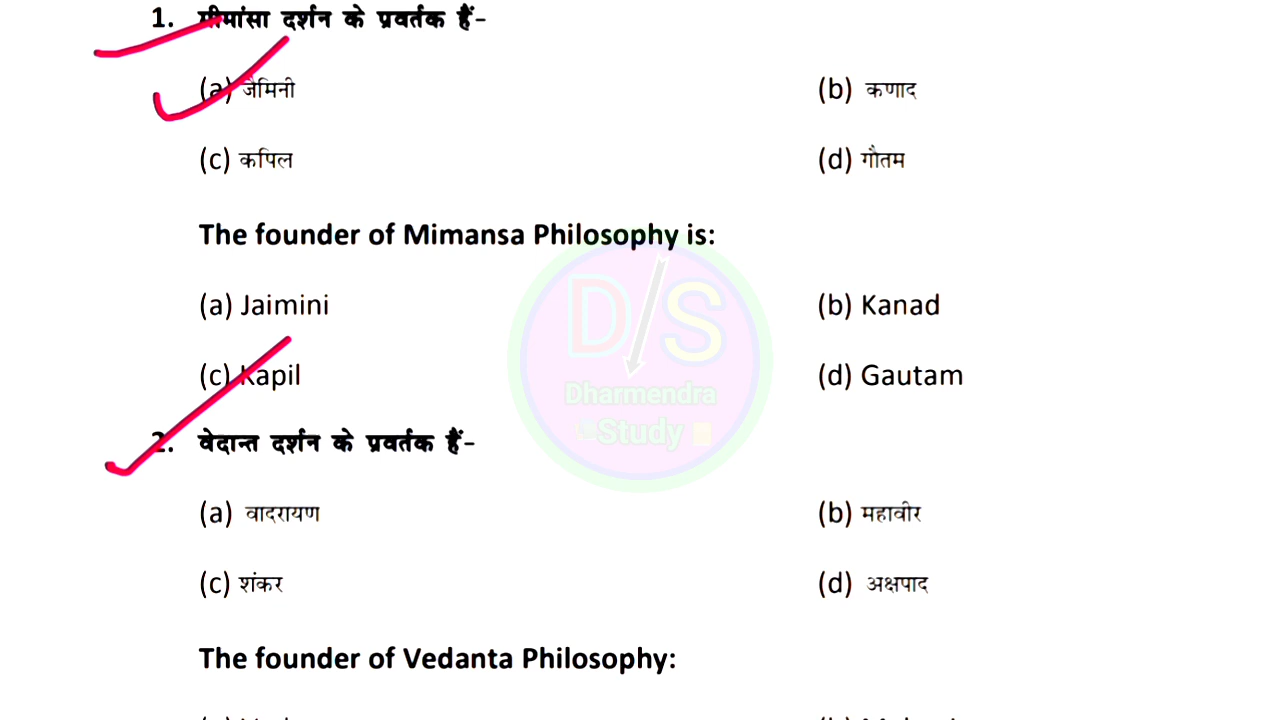 1. मीमांसा दर्शन के प्रवर्तक हैं-
(a) जैमिनी (b) कणाद
(c) कपिल (d) गौतम
The founder of Mimansa Philosophy is:
(a) Jaimini (b) Kanad
(c) Kapil (d) Gautam
D/S
Dharmendra
Study
2. वेदान्त दर्शन के प्रवर्तक हैं-
(a) वादरायण (b) महावीर
(c) शंकर (d) अक्षपाद
The founder of Vedanta Philosophy: